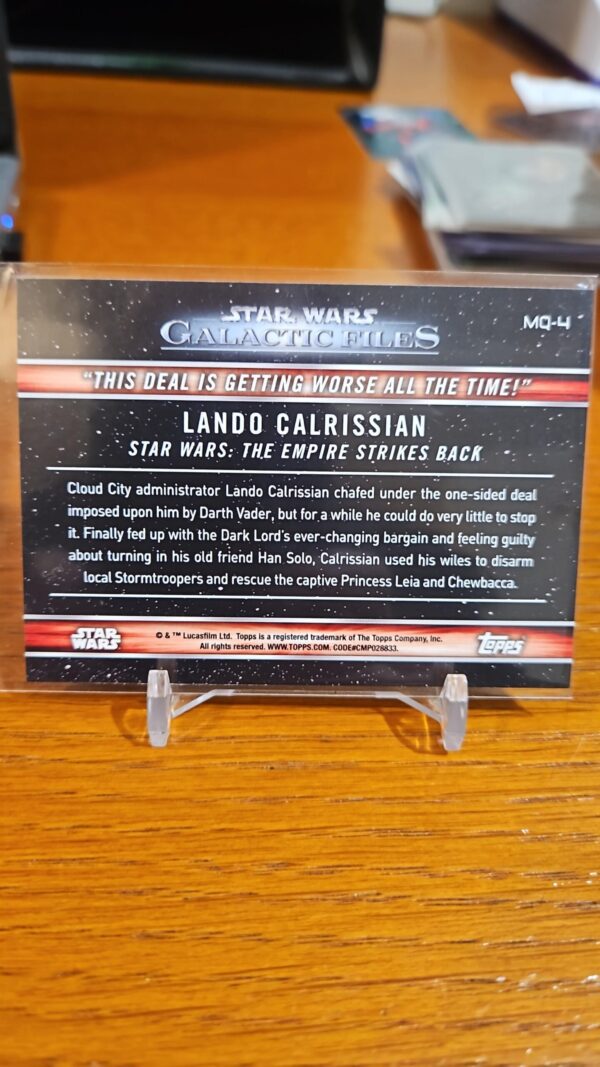 STAR WARS
GALACTIC FILES
MQ-4
"THIS DEAL IS GETTING WORSE ALL THE TIME!"
LANDO CALRISSIAN
STAR WARS: THE EMPIRE STRIKES BACK
Cloud City administrator Lando Calrissian chafed under the one-sided deal
imposed upon him by Darth Vader, but for a while he could do very little to stop
it. Finally fed up with the Dark Lord's ever-changing bargain and feeling guilty
about turning in his old friend Han Solo, Calrissian used his wiles to disarm
local Stormtroopers and rescue the captive Princess Leia and Chewbacca.
STAR
WARS
© & ™ Lucasfilm Ltd. Topps is a registered trademark of The Topps Company, Inc.
All rights reserved. WWW.TOPPS.COM. CODE#CMP028833.
topps